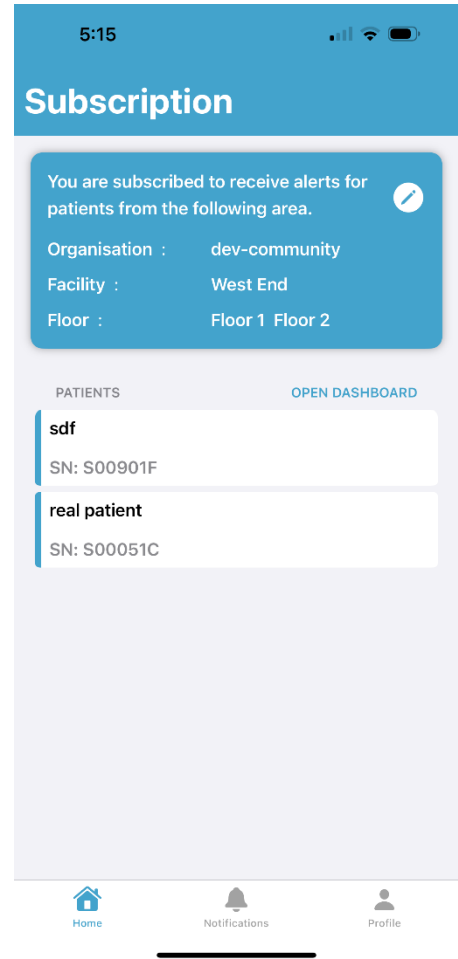 5:15
Subscription
You are subscribed to receive alerts for
patients from the following area.
Organisation : dev-community
Facility : West End
Floor : Floor 1 Floor 2
PATIENTS OPEN DASHBOARD
sdf
SN: S00901F
real patient
SN: S00051C
Home Notifications Profile